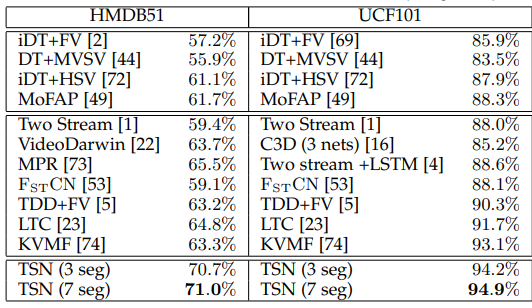 HMDB51 UCF101
iDT+FV [2] 57.2% iDT+FV [69] 85.9%
DT+MVSV [44] 55.9% DT+MVSV [44] 83.5%
iDT+HSV [72] 61.1% iDT+HSV [72] 87.9%
MoFAP [49] 61.7% MoFAP [49] 88.3%
Two Stream [1] 59.4% Two Stream [1] 88.0%
VideoDarwin [22] 63.7% C3D (3 nets) [16] 85.2%
MPR [73] 65.5% Two stream +LSTM [4] 88.6%
FSTCN [53] 59.1% FSTCN [53] 88.1%
TDD+FV [5] 63.2% TDD+FV [5] 90.3%
LTC [23] 64.8% LTC [23] 91.7%
KVMF [74] 63.3% KVMF [74] 93.1%
TSN (3 seg) 70.7% TSN (3 seg) 94.2%
TSN (7 seg) 71.0% TSN (7 seg) 94.9%